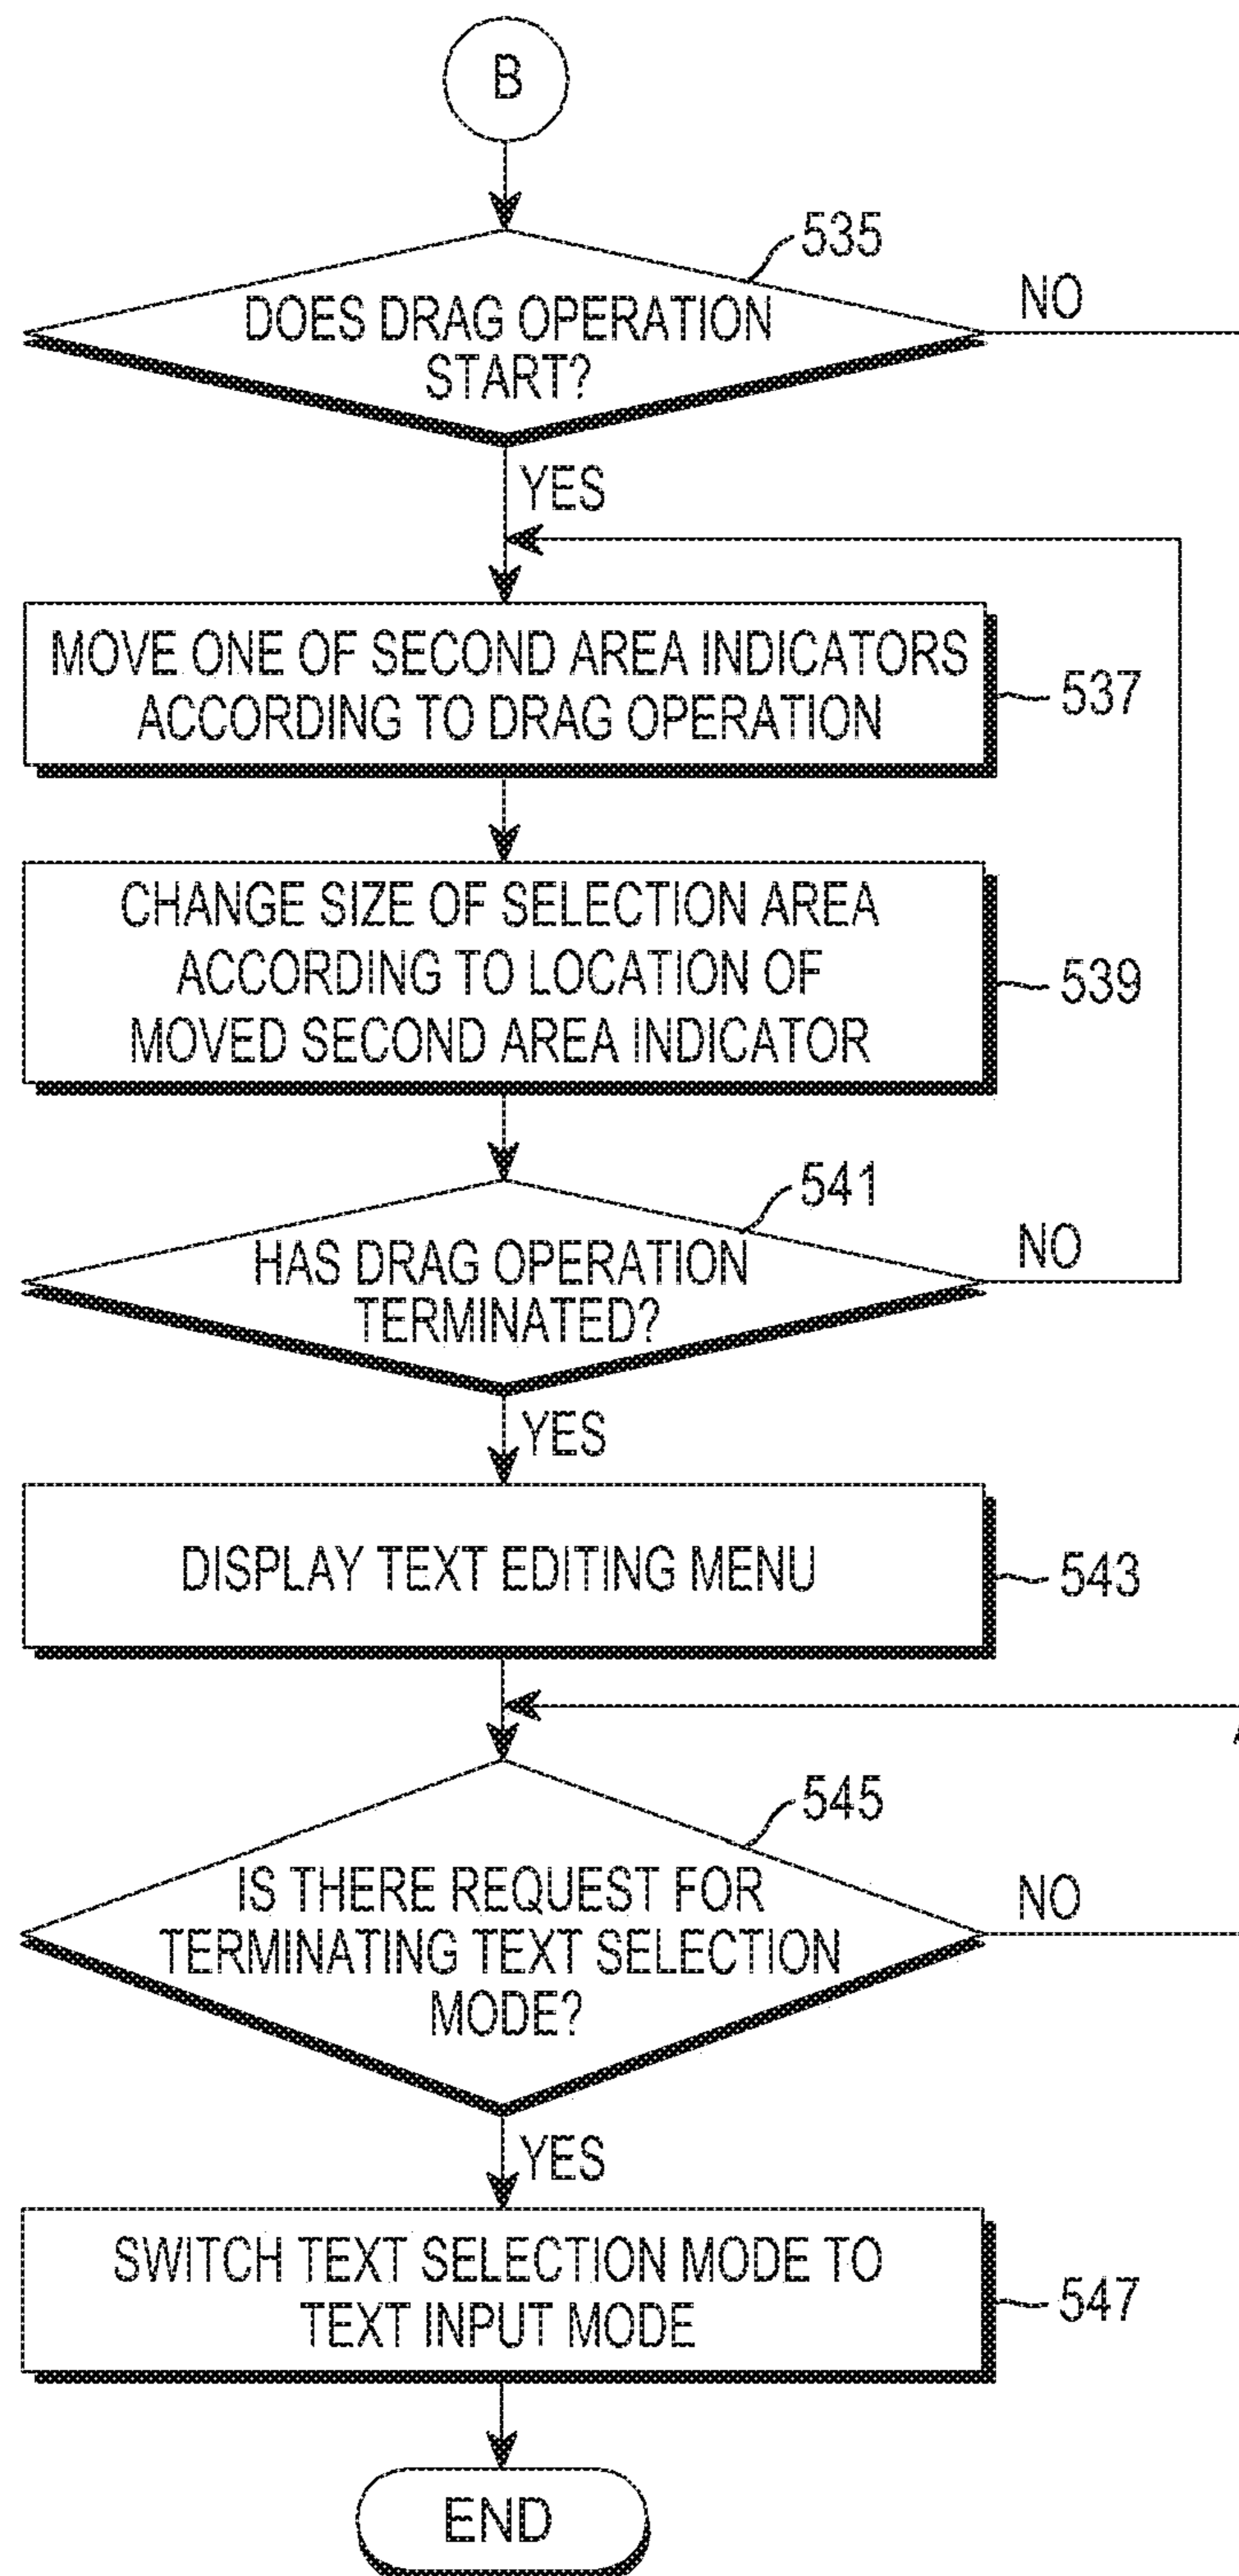 B
535
DOES DRAG OPERATION
START?
NO
YES
MOVE ONE OF SECOND AREA INDICATORS
ACCORDING TO DRAG OPERATION
537
CHANGE SIZE OF SELECTION AREA
ACCORDING TO LOCATION OF
MOVED SECOND AREA INDICATOR
539
541
HAS DRAG OPERATION
TERMINATED?
NO
YES
DISPLAY TEXT EDITING MENU
543
545
IS THERE REQUEST FOR
TERMINATING TEXT SELECTION
MODE?
NO
YES
SWITCH TEXT SELECTION MODE TO
TEXT INPUT MODE
547
END